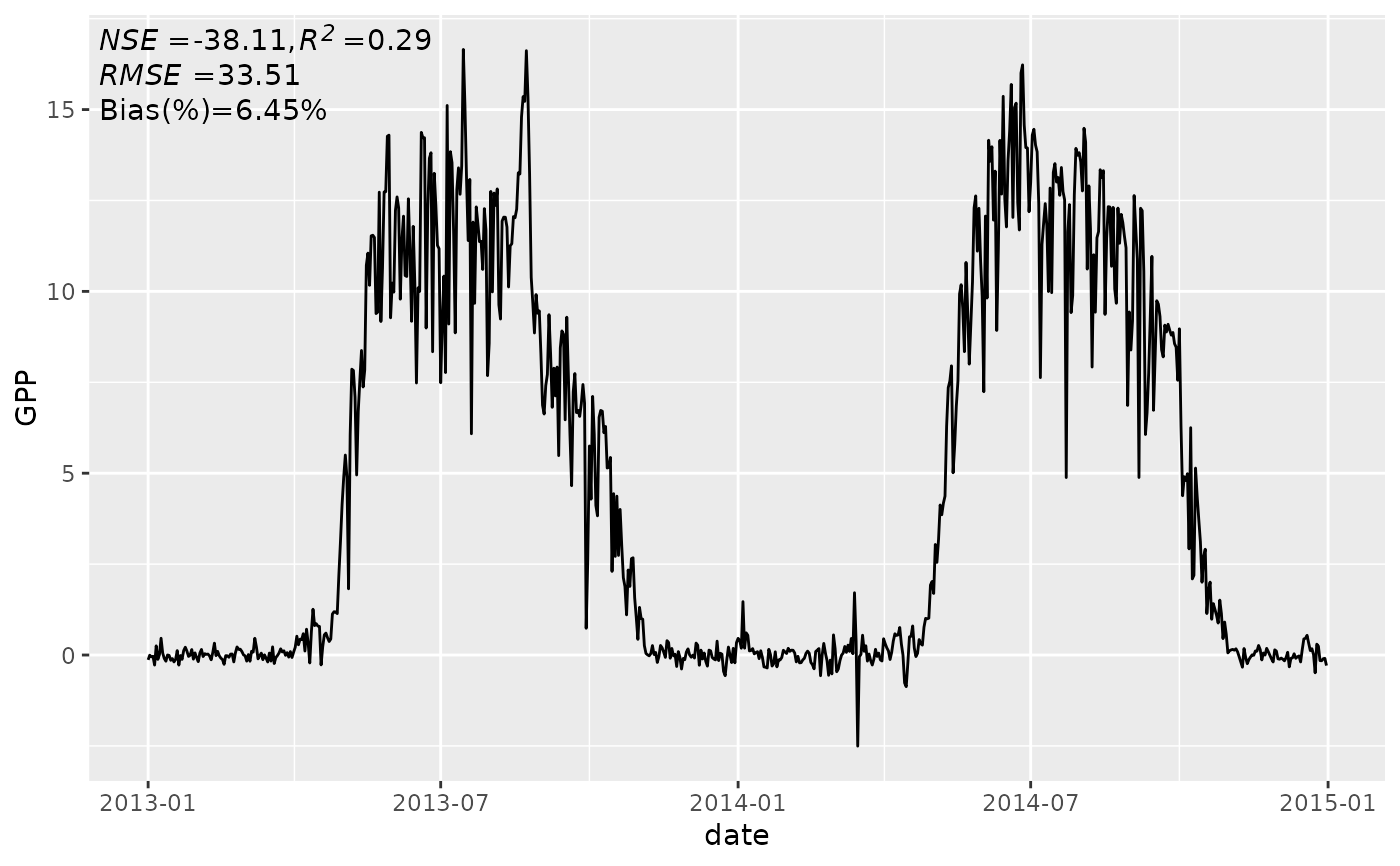 NSE =-38.11,R² =0.29
RMSE =33.51
Bias(%)=6.45%
15
10
5
0
GPP
2013-01 2013-07 2014-01 2014-07 2015-01
date